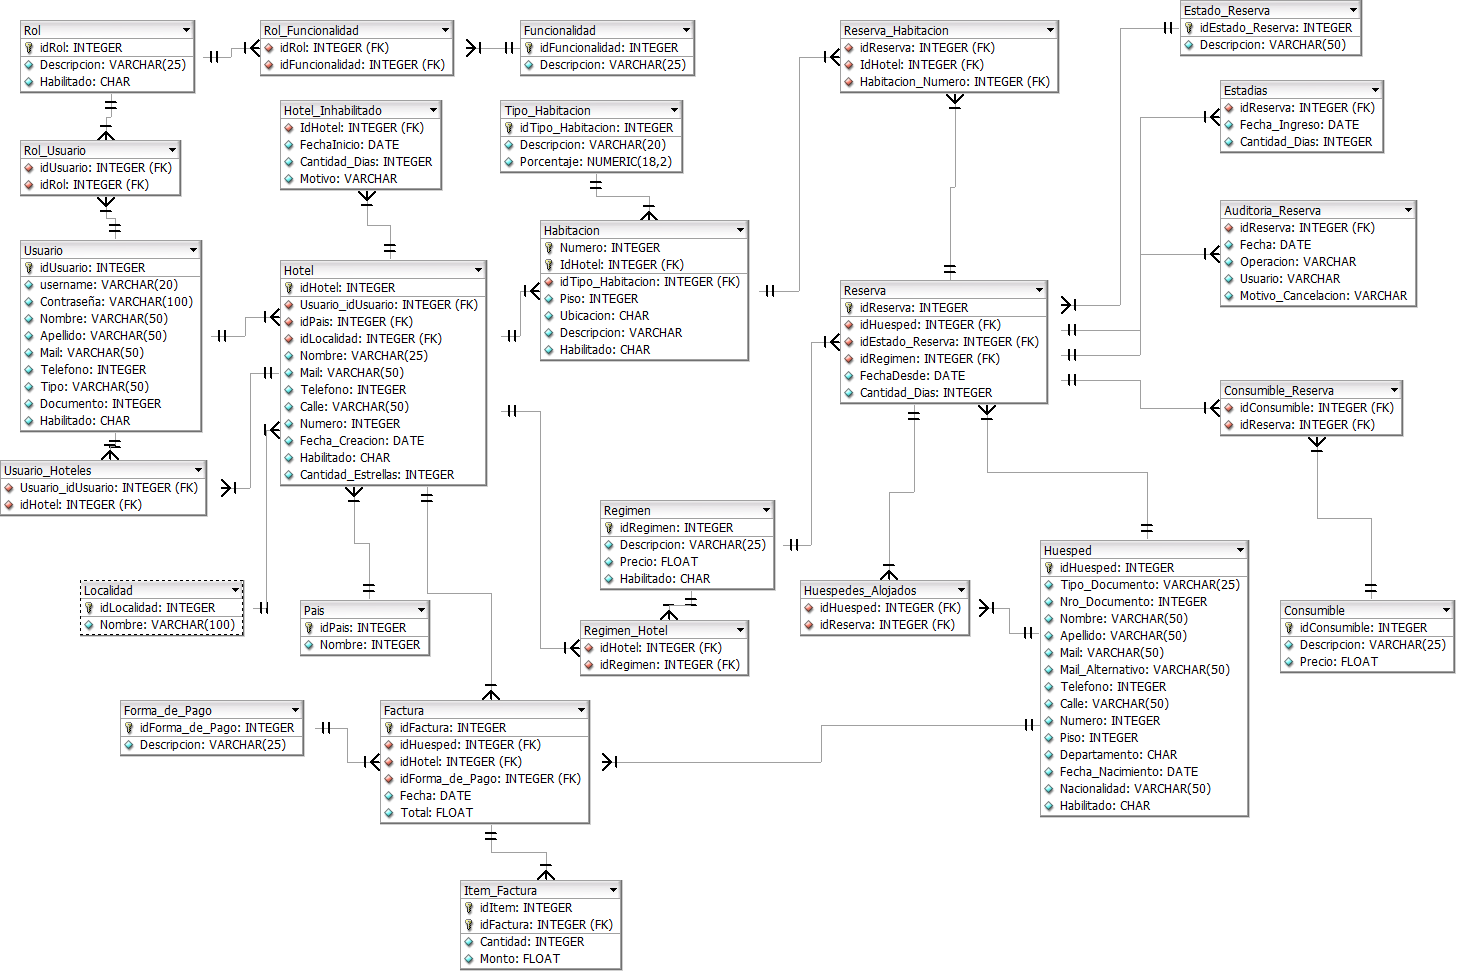 Rol
idRol: INTEGER
Descripcion: VARCHAR(25)
Habilitado: CHAR
Rol_Funcionalidad
idRol: INTEGER (FK)
idFuncionalidad: INTEGER (FK)
Funcionalidad
idFuncionalidad: INTEGER
Descripcion: VARCHAR(25)
Reserva_Habitacion
idReserva: INTEGER (FK)
IdHotel: INTEGER (FK)
Habitacion_Numero: INTEGER (FK)
Estado_Reserva
idEstado_Reserva: INTEGER
Descripcion: VARCHAR(50)
Estadias
idReserva: INTEGER (FK)
Fecha_Ingreso: DATE
Cantidad_Dias: INTEGER
Hotel_Inhabilitado
IdHotel: INTEGER (FK)
FechaInicio: DATE
Cantidad_Dias: INTEGER
Motivo: VARCHAR
Tipo_Habitacion
idTipo_Habitacion: INTEGER
Descripcion: VARCHAR(20)
Porcentaje: NUMERIC(18,2)
Rol_Usuario
idUsuario: INTEGER (FK)
idRol: INTEGER (FK)
Auditoria_Reserva
idReserva: INTEGER (FK)
Fecha: DATE
Operacion: VARCHAR
Usuario: VARCHAR
Motivo_Cancelacion: VARCHAR
Habitacion
Numero: INTEGER
IdHotel: INTEGER (FK)
idTipo_Habitacion: INTEGER (FK)
Piso: INTEGER
Ubicacion: CHAR
Descripcion: VARCHAR
Habilitado: CHAR
Usuario
idUsuario: INTEGER
username: VARCHAR(20)
Contraseña: VARCHAR(100)
Nombre: VARCHAR(50)
Apellido: VARCHAR(50)
Mail: VARCHAR(50)
Telefono: INTEGER
Tipo: VARCHAR(50)
Documento: INTEGER
Habilitado: CHAR
Hotel
idHotel: INTEGER
Usuario_idUsuario: INTEGER (FK)
idPais: INTEGER (FK)
idLocalidad: INTEGER (FK)
Nombre: VARCHAR(25)
Mail: VARCHAR(50)
Telefono: INTEGER
Calle: VARCHAR(50)
Numero: INTEGER
Fecha_Creacion: DATE
Habilitado: CHAR
Cantidad_Estrellas: INTEGER
Reserva
idReserva: INTEGER
idHuesped: INTEGER (FK)
idEstado_Reserva: INTEGER (FK)
idRegimen: INTEGER (FK)
FechaDesde: DATE
Cantidad_Dias: INTEGER
Consumible_Reserva
idConsumible: INTEGER (FK)
idReserva: INTEGER (FK)
Usuario_Hoteles
Usuario_idUsuario: INTEGER (FK)
idHotel: INTEGER (FK)
Regimen
idRegimen: INTEGER
Descripcion: VARCHAR(25)
Precio: FLOAT
Habilitado: CHAR
Huesped
idHuesped: INTEGER
Tipo_Documento: VARCHAR(25)
Nro_Documento: INTEGER
Nombre: VARCHAR(50)
Apellido: VARCHAR(50)
Mail: VARCHAR(50)
Mail_Alternativo: VARCHAR(50)
Telefono: INTEGER
Calle: VARCHAR(50)
Numero: INTEGER
Piso: INTEGER
Departamento: CHAR
Fecha_Nacimiento: DATE
Nacionalidad: VARCHAR(50)
Habilitado: CHAR
Localidad
idLocalidad: INTEGER
Nombre: VARCHAR(100)
Pais
idPais: INTEGER
Nombre: INTEGER
Huespedes_Alojados
idHuesped: INTEGER (FK)
idReserva: INTEGER (FK)
Consumible
idConsumible: INTEGER
Descripcion: VARCHAR(25)
Precio: FLOAT
Regimen_Hotel
idHotel: INTEGER (FK)
idRegimen: INTEGER (FK)
Forma_de_Pago
idForma_de_Pago: INTEGER
Descripcion: VARCHAR(25)
Factura
idFactura: INTEGER
idHuesped: INTEGER (FK)
idHotel: INTEGER (FK)
idForma_de_Pago: INTEGER (FK)
Fecha: DATE
Total: FLOAT
Item_Factura
idItem: INTEGER
idFactura: INTEGER (FK)
Cantidad: INTEGER
Monto: FLOAT